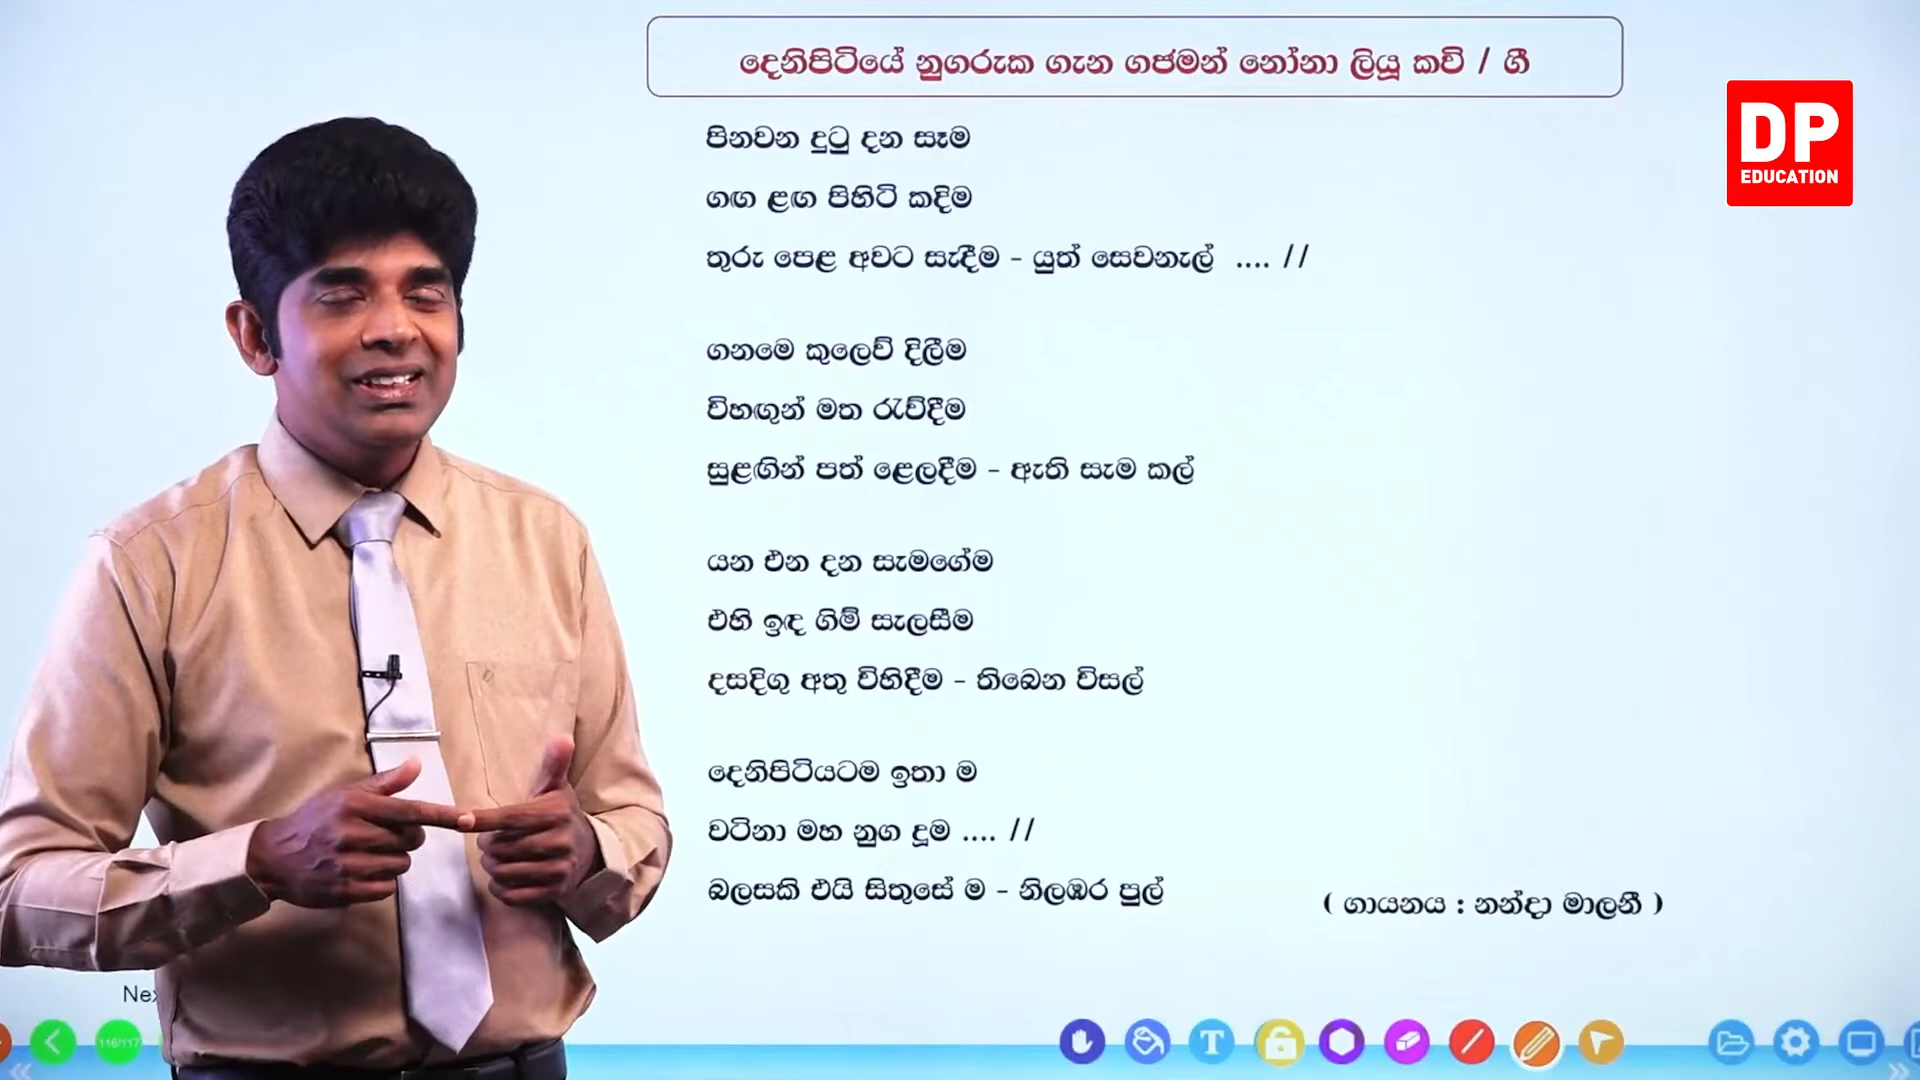 දෙනිපිටියේ නුගරුක ගැන ගජමන් නෝනා ලියූ කවි / ගී
DP
EDUCATION
පිනවන දුටු දන සෑම
ගඟ ළඟ පිහිටි කදිම
තුරු පෙළ අවට සැදීම - යුත් සෙවනැල් .... //
ගනමෙ කුලෙව් දිලීම
විහඟුන් මත රැව්දීම
සුළඟින් පත් ළෙලදීම - ඇති සැම කල්
යන එන දන සැමගේම
එහි ඉඳ ගිම් සැලසීම
දසදිගු අතු විහිදීම - තිබෙන විසල්
දෙනිපිටියටම ඉතා ම
වටිනා මහ නුග දූම .... //
බලසකි එයි සිතුසේ ම - නිලඹර පුල්
( ගායනය : නන්දා මාලනී )
116/117
T